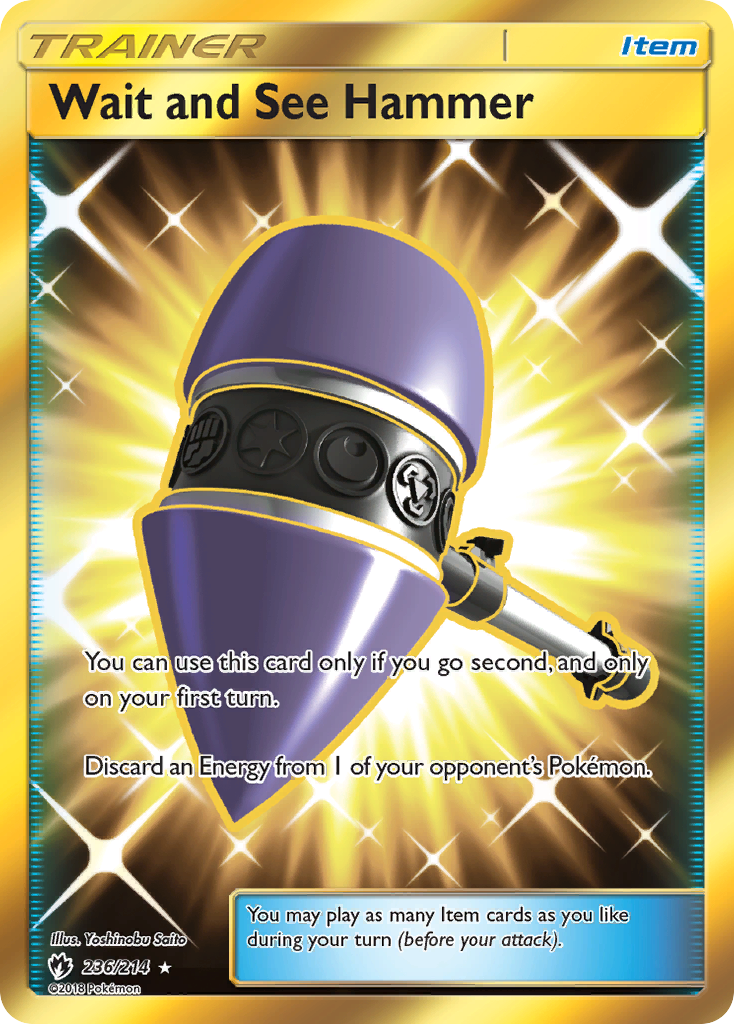 TRAINER Item
Wait and See Hammer
You can use this card only if you go second, and only
on your first turn.
Discard an Energy from 1 of your opponent's Pokémon.
You may play as many Item cards as you like
during your turn (before your attack).
Illus. Yoshinobu Saito
236/214 ★
©2018 Pokémon